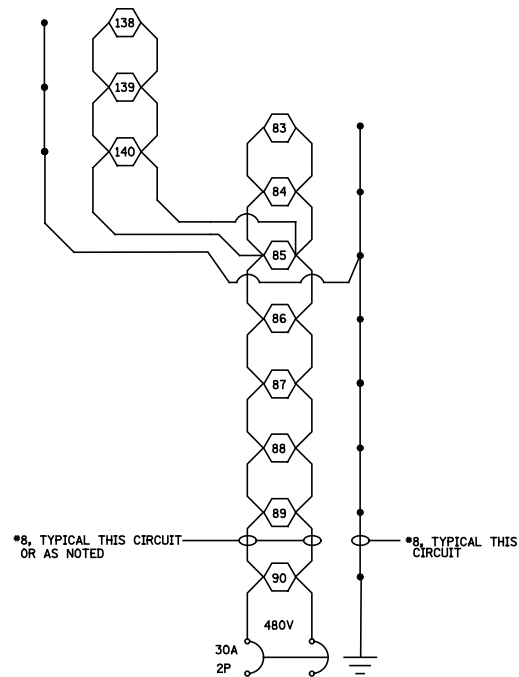 138
139
140
83
84
85
86
87
88
89
*8, TYPICAL THIS CIRCUIT
OR AS NOTED
*8, TYPICAL THIS
CIRCUIT
90
480V
30A
2P